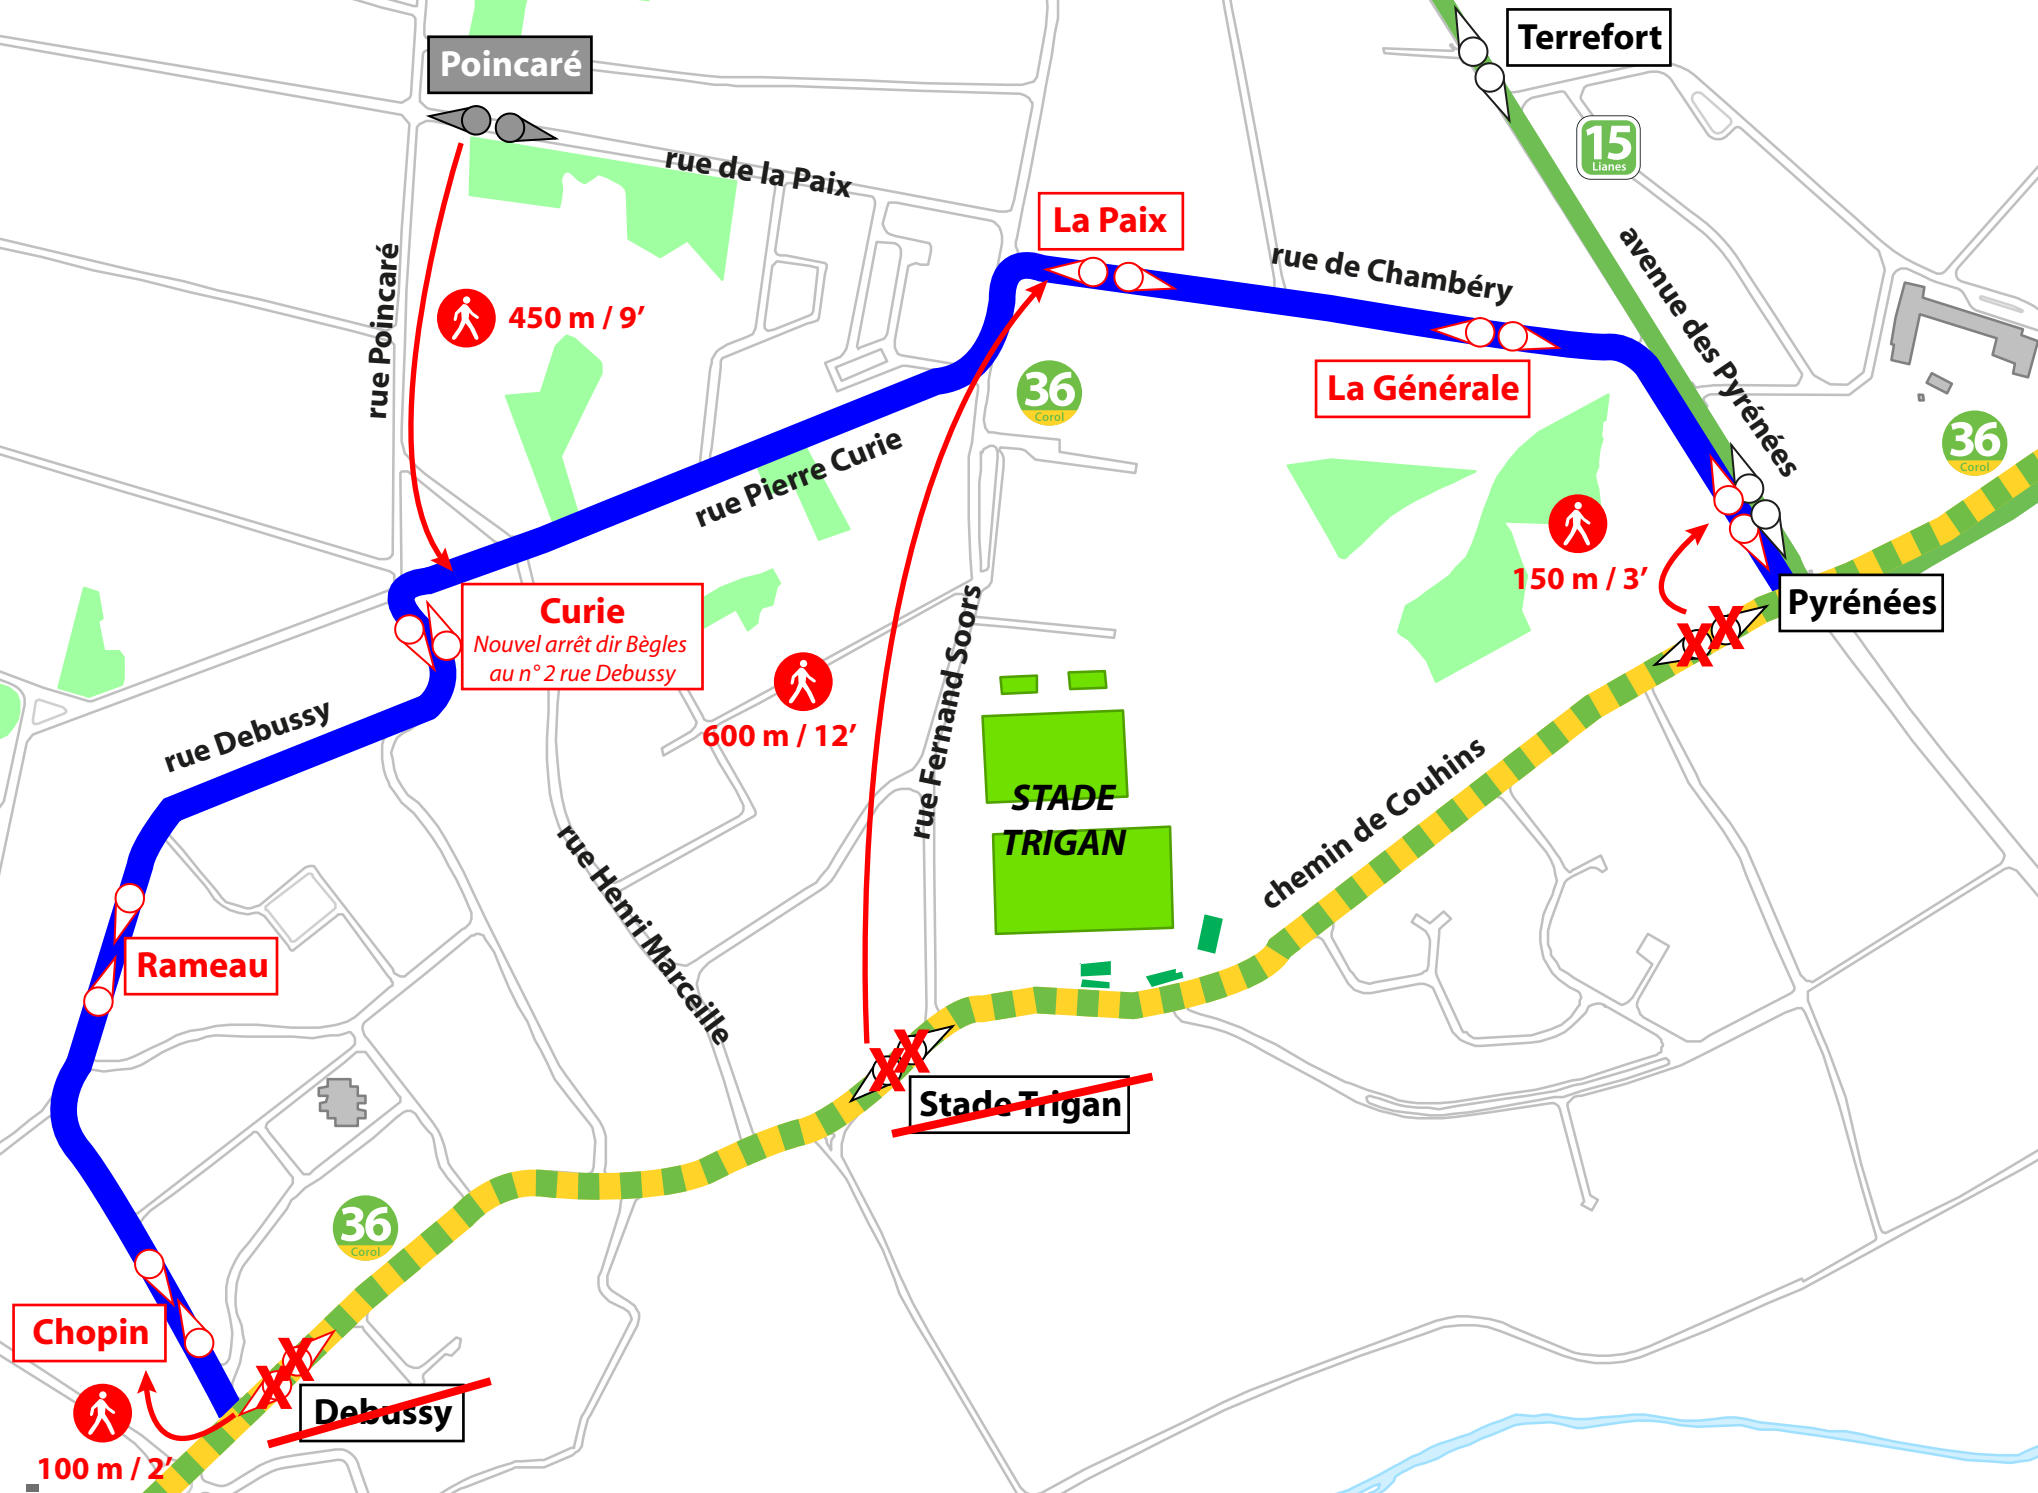 Terrefort
Poincaré
15
Lianes
rue de la Paix
La Paix
rue de Chambéry
avenue des Pyrénées
rue Poincaré
450 m / 9’
36
Corol
La Générale
36
Corol
rue Pierre Curie
150 m / 3’
X X
Pyrénées
Curie
Nouvel arrêt dir Bègles
au n° 2 rue Debussy
600 m / 12’
rue Fernand Soors
rue Debussy
STADE
TRIGAN
chemin de Couhins
rue Henri Marceille
Rameau
X X
Stade Trigan
36
Corol
Chopin
X X
Debussy
100 m / 2’